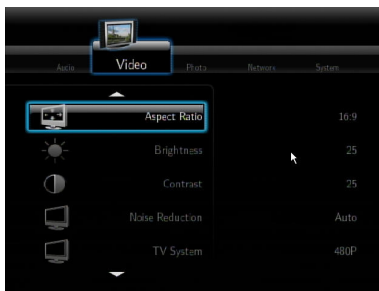 Audio Video Photo Network System
Aspect Ratio 16:9
Brightness 25
Contrast 25
Noise Reduction Auto
TV System 480P